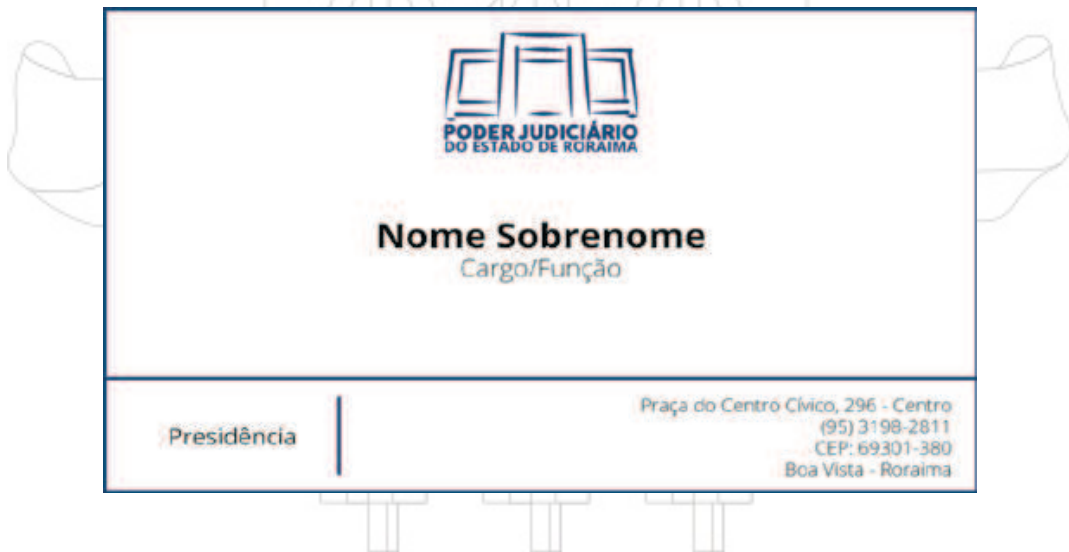 PODER JUDICIÁRIO
DO ESTADO DE RORAIMA
Nome Sobrenome
Cargo/Função
Presidência
Praça do Centro Cívico, 296 - Centro
(95) 3198-2811
CEP: 69301-380
Boa Vista - Roraima